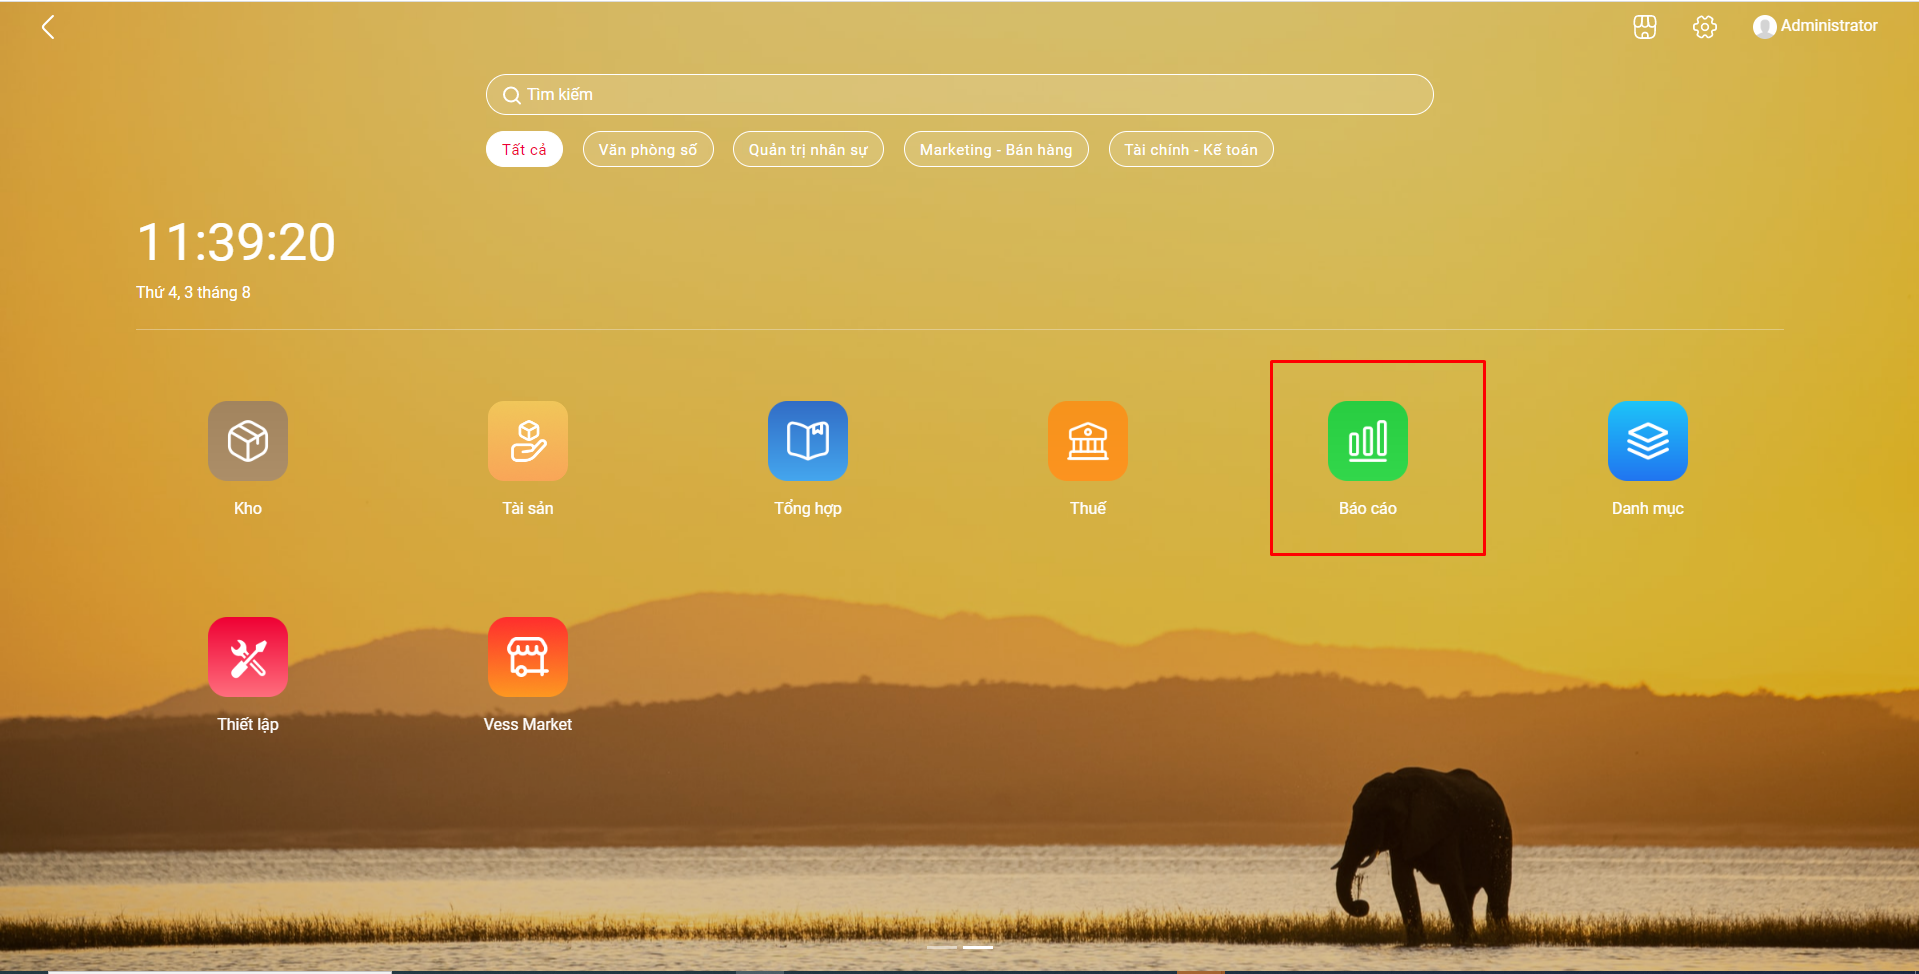 Administrator
Tìm kiếm
Tất cả
Văn phòng số
Quản trị nhân sự
Marketing - Bán hàng
Tài chính - Kế toán
11:39:20
Thứ 4, 3 tháng 8
Kho
Tài sản
Tổng hợp
Thuế
Báo cáo
Danh mục
Thiết lập
Vess Market